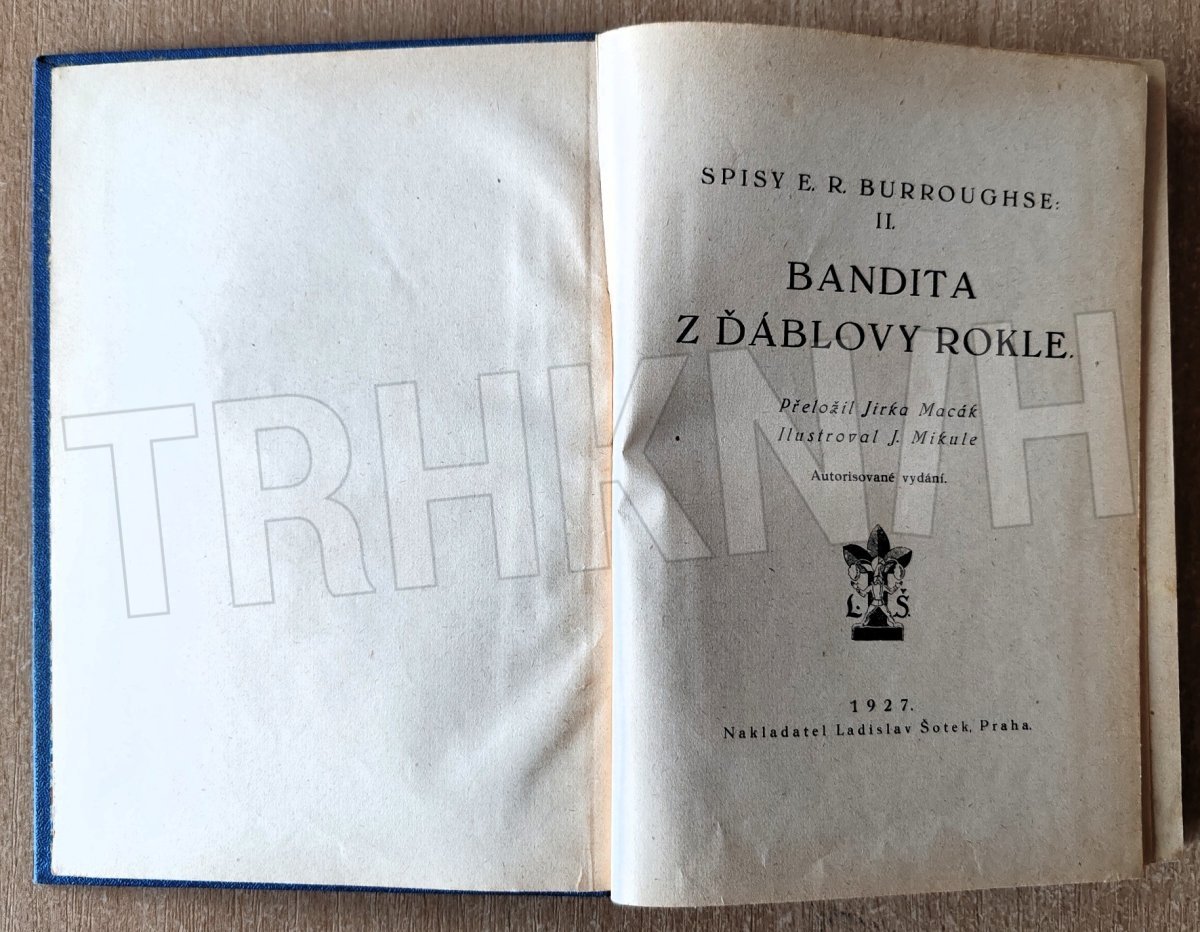 SPISY E. R. BURROUGHSE:
II.
BANDITA
Z ĎÁBLOVY ROKLE.
Přeložil Jirka Macák
Ilustroval J. Mikule
Autorisované vydání.
L. Š.
1927.
Nakladatel Ladislav Šotek, Praha.
TRHKNIH